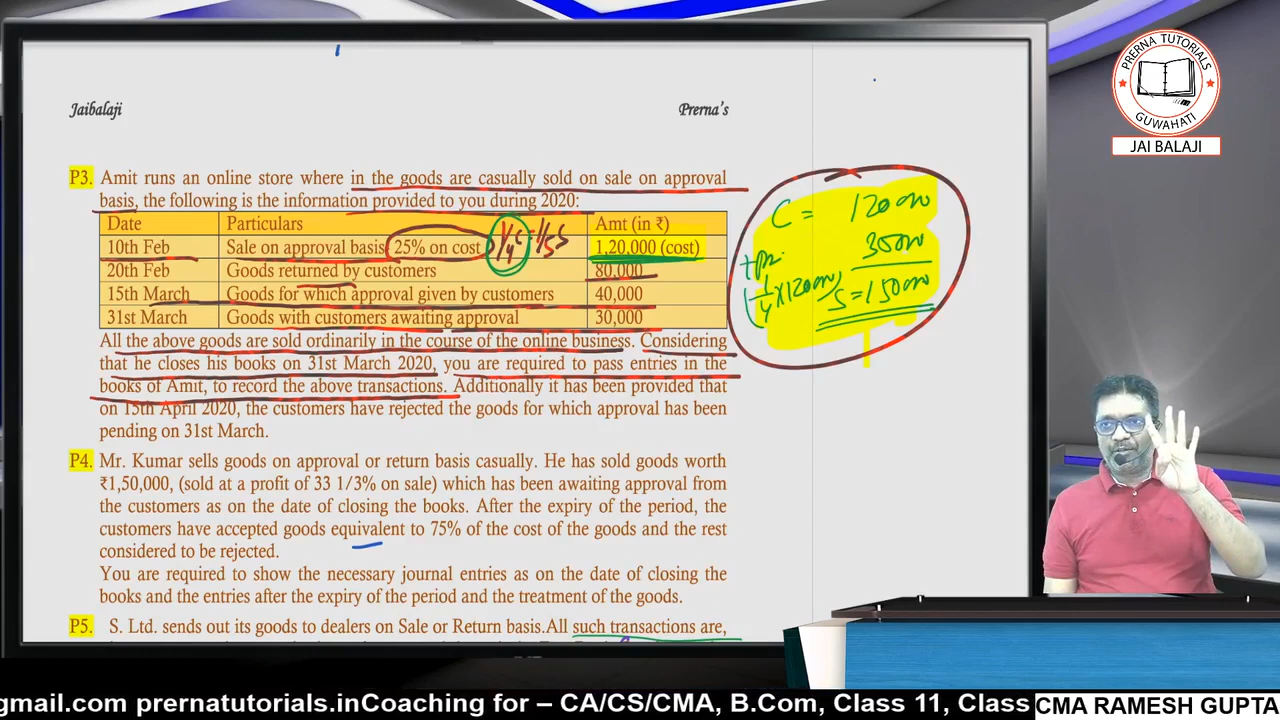 Jaibalaji Prerna's
P3. Amit runs an online store where in the goods are casually sold on sale on approval
basis, the following is the information provided to you during 2020:
Date Particulars Amt (in ₹)
10th Feb Sale on approval basis 25% on cost 1/4 C = 1/5 S 1,20,000 (cost)
20th Feb Goods returned by customers 80,000
15th March Goods for which approval given by customers 40,000
31st March Goods with customers awaiting approval 30,000
All the above goods are sold ordinarily in the course of the online business. Considering
that he closes his books on 31st March 2020, you are required to pass entries in the
books of Amit, to record the above transactions. Additionally it has been provided that
on 15th April 2020, the customers have rejected the goods for which approval has been
pending on 31st March.
C = 120000
30000
1/4 × 120000
S = 150000
P4. Mr. Kumar sells goods on approval or return basis casually. He has sold goods worth
₹1,50,000, (sold at a profit of 33 1/3% on sale) which has been awaiting approval from
the customers as on the date of closing the books. After the expiry of the period, the
customers have accepted goods equivalent to 75% of the cost of the goods and the rest
considered to be rejected.
You are required to show the necessary journal entries as on the date of closing the
books and the entries after the expiry of the period and the treatment of the goods.
P5. S. Ltd. sends out its goods to dealers on Sale or Return basis.All such transactions are,
PRERNA TUTORIALS
GUWAHATI
JAI BALAJI
gmail.com prernatutorials.inCoaching for – CA/CS/CMA, B.Com, Class 11, Class
CMA RAMESH GUPTA